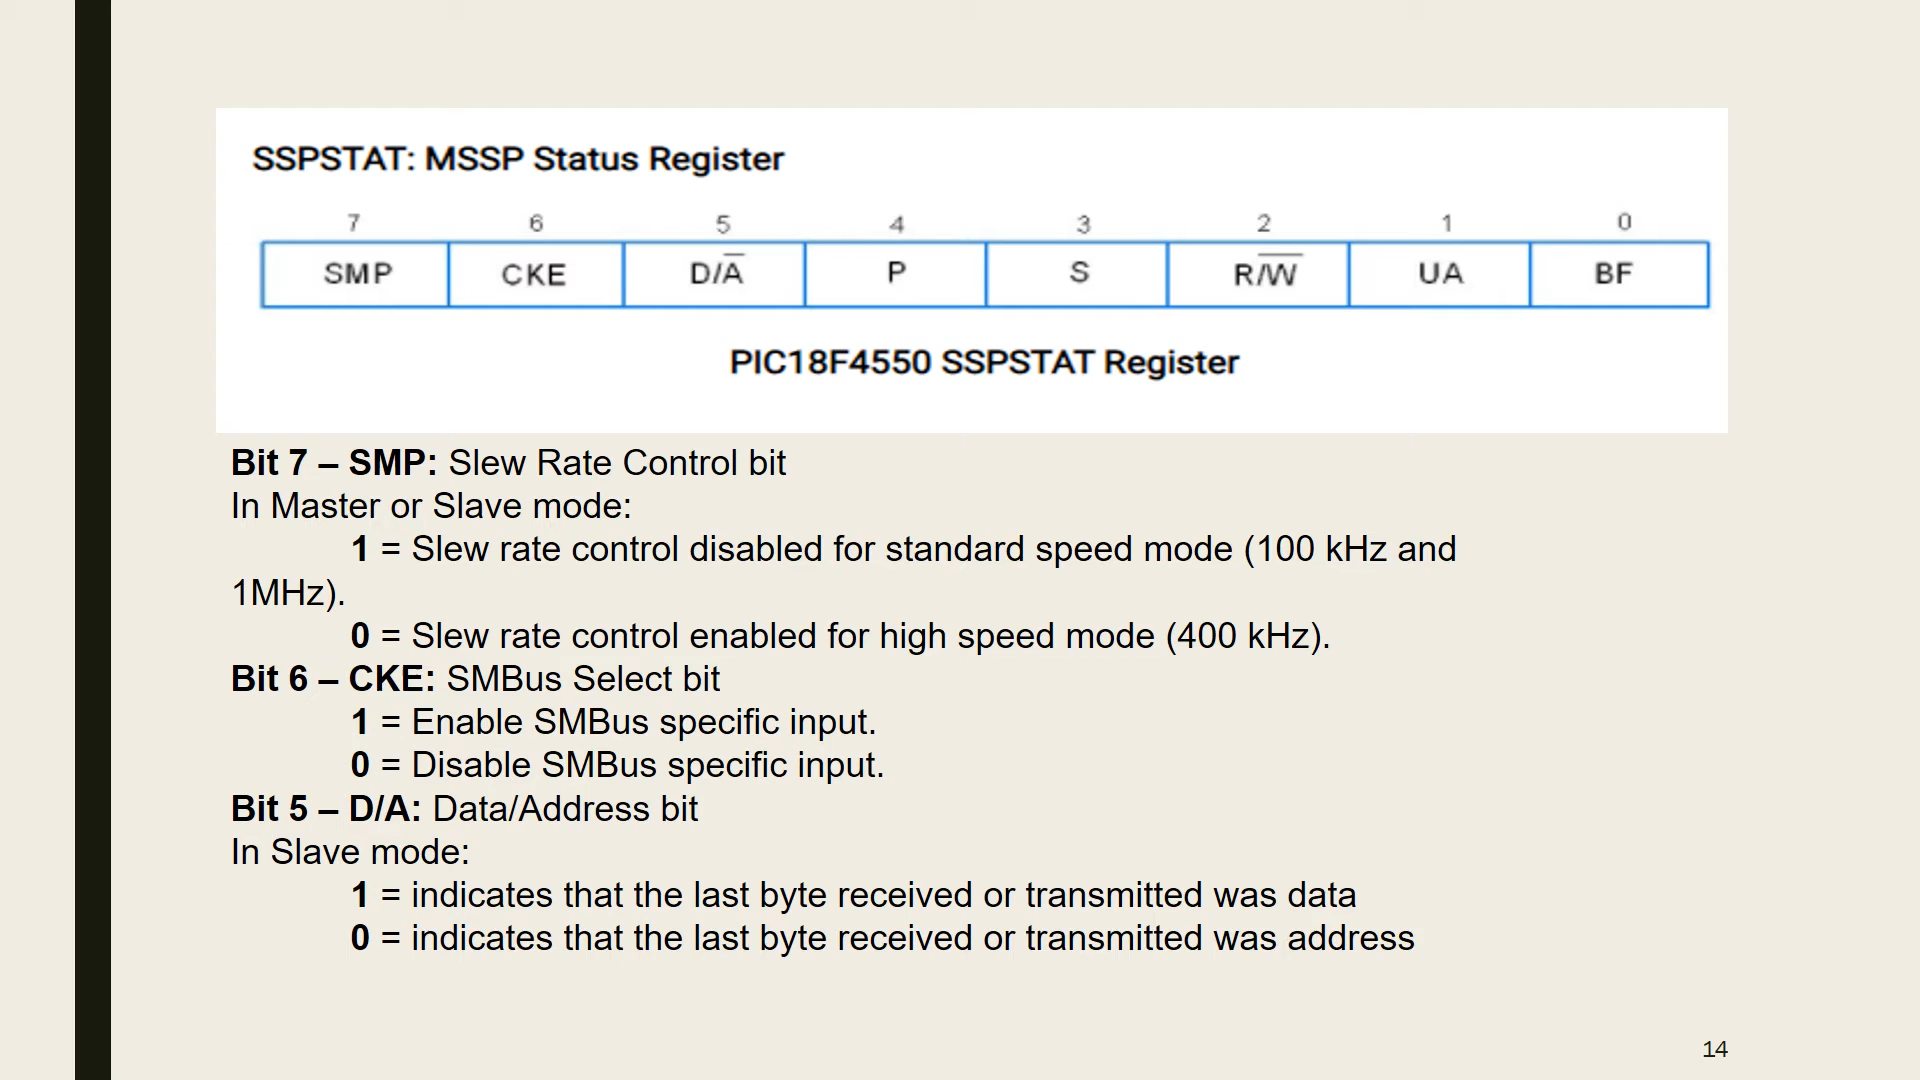 SSPSTAT: MSSP Status Register
7 6 5 4 3 2 1 0
SMP CKE D/A̅ P S R/W̅ UA BF
PIC18F4550 SSPSTAT Register
Bit 7 – SMP: Slew Rate Control bit
In Master or Slave mode:
1 = Slew rate control disabled for standard speed mode (100 kHz and
1MHz).
0 = Slew rate control enabled for high speed mode (400 kHz).
Bit 6 – CKE: SMBus Select bit
1 = Enable SMBus specific input.
0 = Disable SMBus specific input.
Bit 5 – D/A: Data/Address bit
In Slave mode:
1 = indicates that the last byte received or transmitted was data
0 = indicates that the last byte received or transmitted was address
14